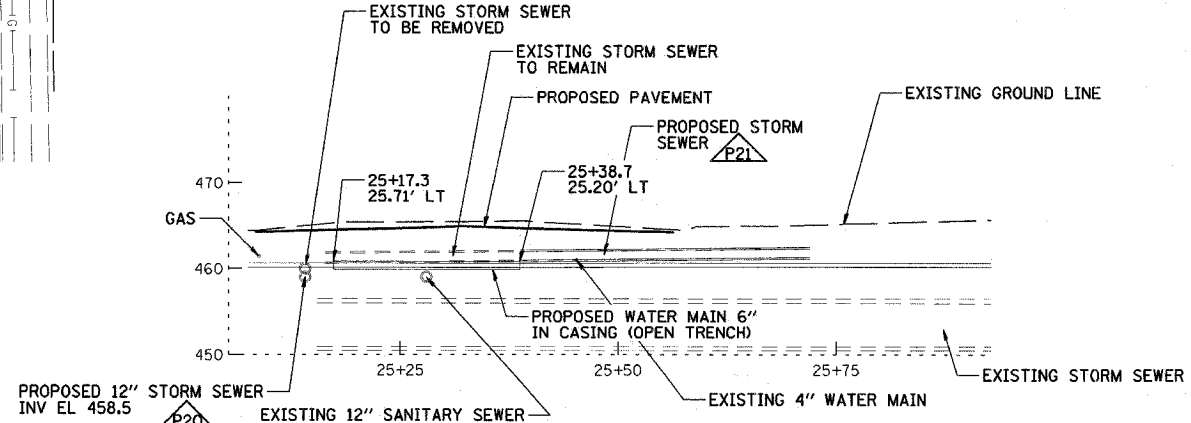 EXISTING STORM SEWER
TO BE REMOVED
EXISTING STORM SEWER
TO REMAIN
PROPOSED PAVEMENT
EXISTING GROUND LINE
PROPOSED STORM
SEWER
P21
G
470
25+17.3
25.71' LT
25+38.7
25.20' LT
GAS
460
PROPOSED WATER MAIN 6"
IN CASING (OPEN TRENCH)
450
25+25
25+50
25+75
EXISTING STORM SEWER
PROPOSED 12" STORM SEWER
INV EL 458.5
P20
EXISTING 12" SANITARY SEWER
EXISTING 4" WATER MAIN